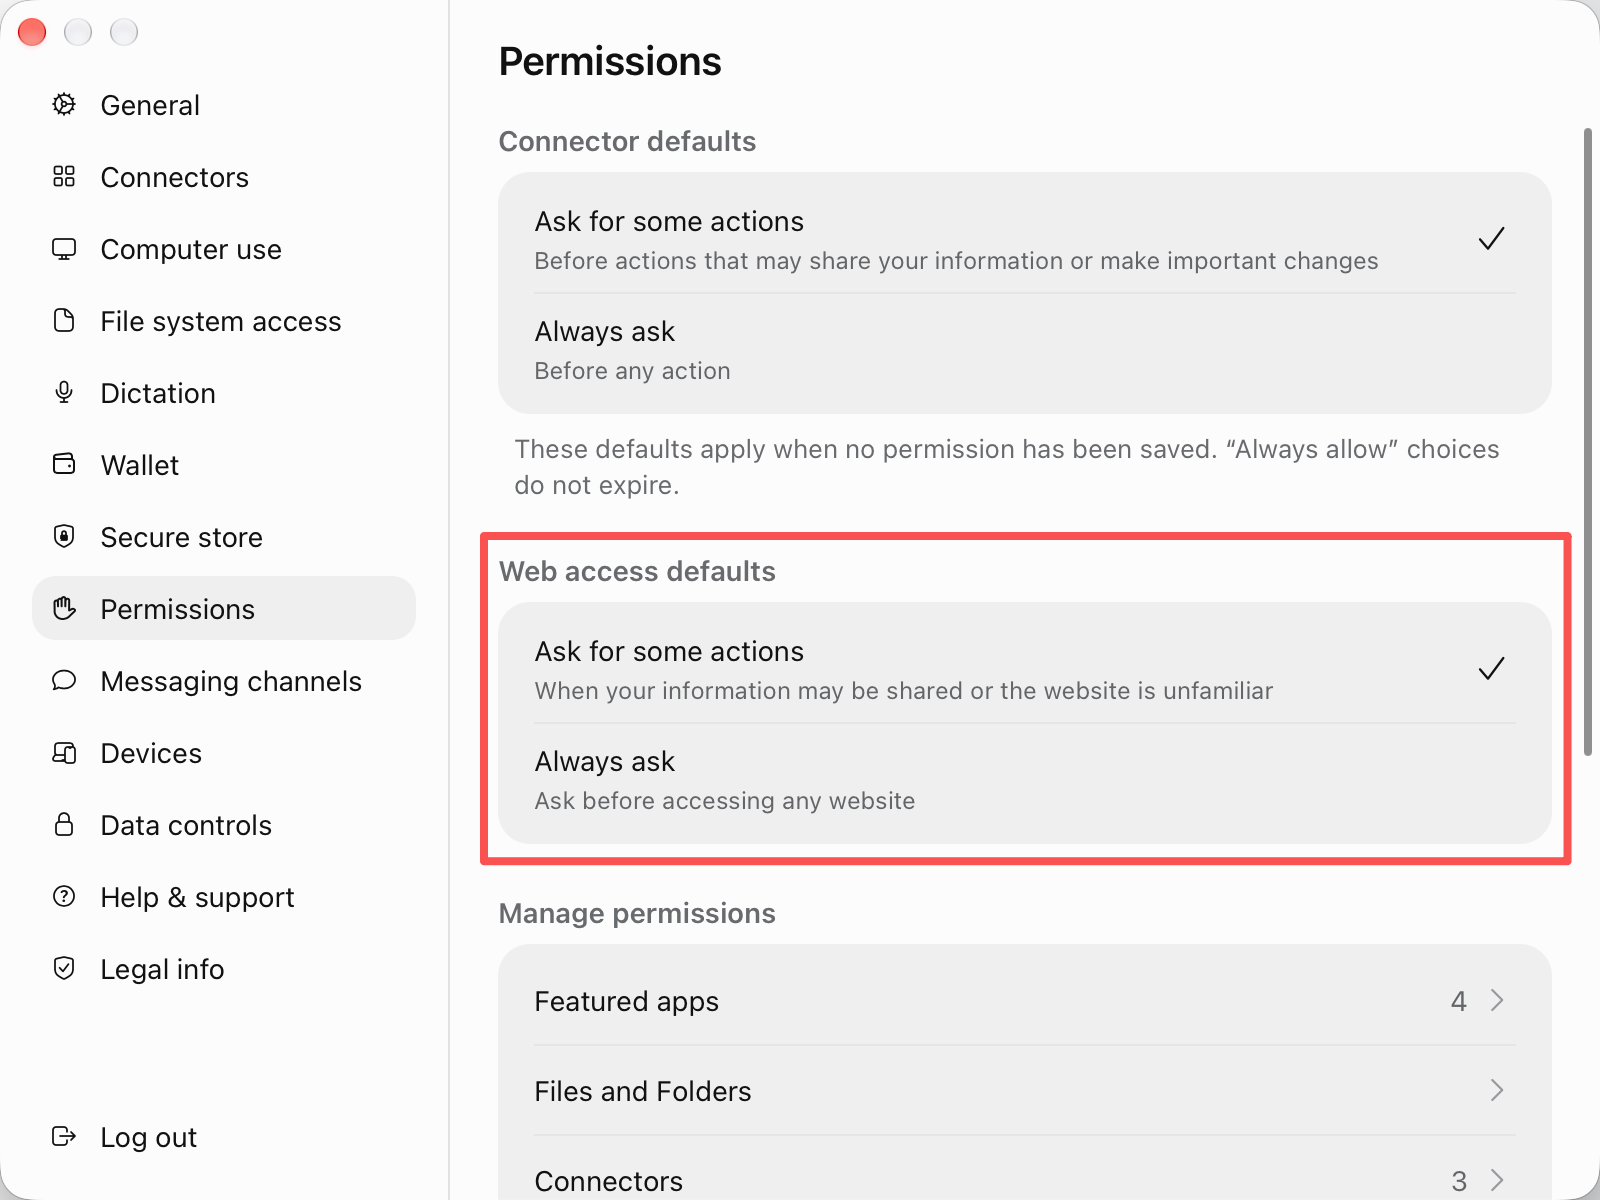 General
Connectors
Computer use
File system access
Dictation
Wallet
Secure store
Permissions
Messaging channels
Devices
Data controls
Help & support
Legal info
Log out
Permissions
Connector defaults
Ask for some actions
Before actions that may share your information or make important changes
Always ask
Before any action
These defaults apply when no permission has been saved. “Always allow” choices
do not expire.
Web access defaults
Ask for some actions
When your information may be shared or the website is unfamiliar
Always ask
Ask before accessing any website
Manage permissions
Featured apps 4
Files and Folders
Connectors 3